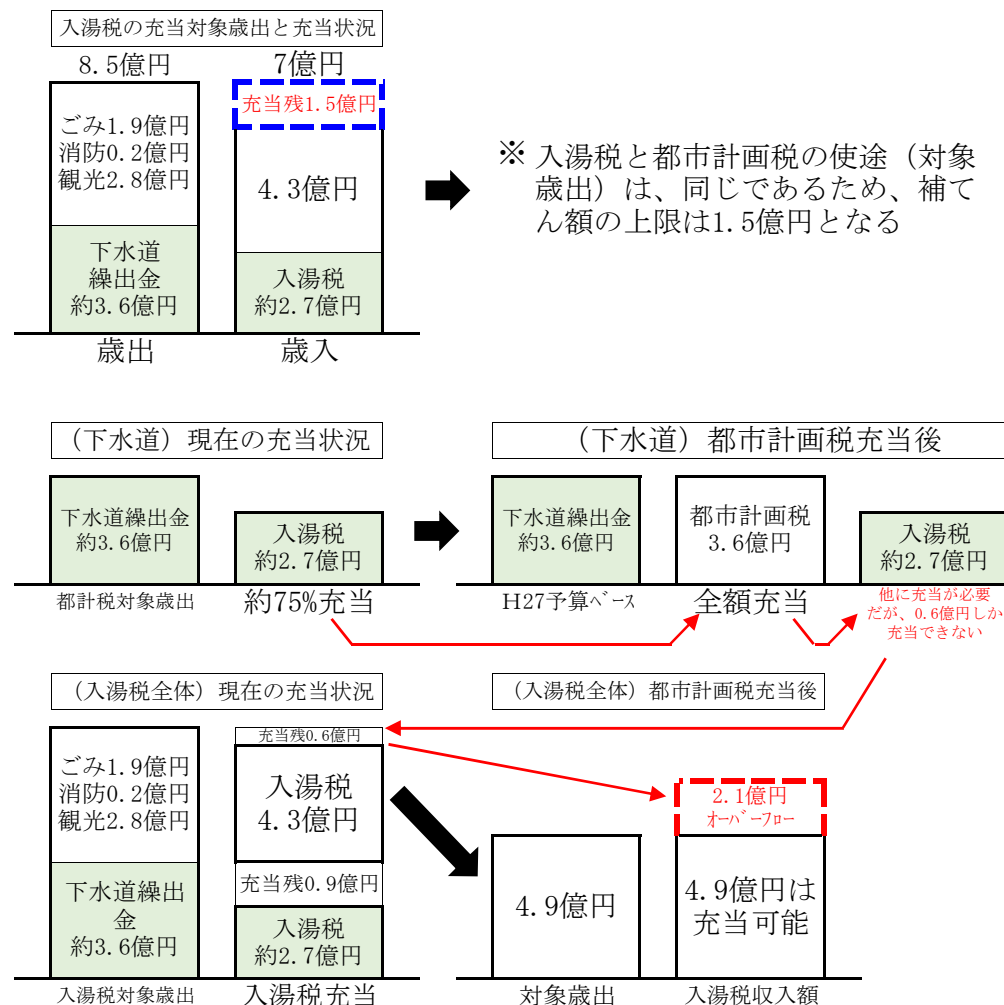 入湯税の充当対象歳出と充当状況
8.5億円
7億円
充当残1.5億円
ごみ1.9億円
消防0.2億円
観光2.8億円
4.3億円
下水道
繰出金
約3.6億円
入湯税
約2.7億円
歳出
歳入
※ 入湯税と都市計画税の使途（対象
歳出）は、同じであるため、補て
ん額の上限は1.5億円となる
（下水道）現在の充当状況
（下水道）都市計画税充当後
下水道繰出金
約3.6億円
入湯税
約2.7億円
下水道繰出金
約3.6億円
都市計画税
3.6億円
入湯税
約2.7億円
都計税対象歳出
約75%充当
H27予算ﾍﾞｰｽ
全額充当
他に充当が必要
だが、0.6億円しか
充当できない
（入湯税全体）現在の充当状況
（入湯税全体）都市計画税充当後
充当残0.6億円
ごみ1.9億円
消防0.2億円
観光2.8億円
入湯税
4.3億円
2.1億円
ｵｰﾊﾞｰﾌﾛｰ
下水道繰出
金
約3.6億円
充当残0.9億円
入湯税
約2.7億円
4.9億円
4.9億円は
充当可能
入湯税対象歳出
入湯税充当
対象歳出
入湯税収入額